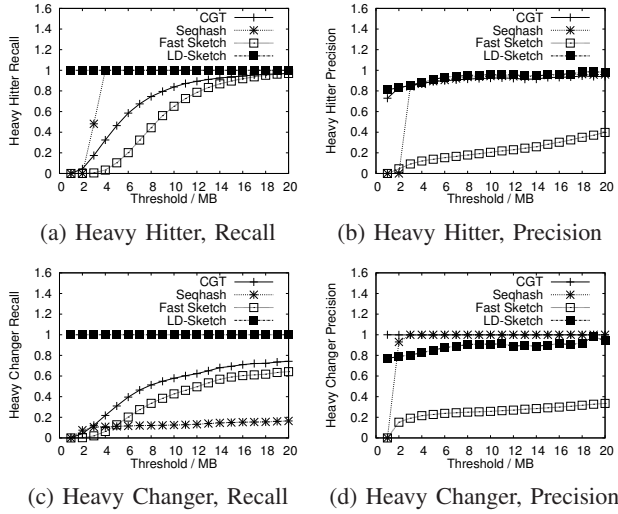 Heavy Hitter Recall
1.6
1.4
1.2
1
0.8
0.6
0.4
0.2
0
CGT
Seqhash
Fast Sketch
LD-Sketch
0 2 4 6 8 10 12 14 16 18 20
Threshold / MB
(a) Heavy Hitter, Recall
Heavy Hitter Precision
1.6
1.4
1.2
1
0.8
0.6
0.4
0.2
0
CGT
Seqhash
Fast Sketch
LD-Sketch
0 2 4 6 8 10 12 14 16 18 20
Threshold / MB
(b) Heavy Hitter, Precision
Heavy Changer Recall
1.6
1.4
1.2
1
0.8
0.6
0.4
0.2
0
CGT
Seqhash
Fast Sketch
LD-Sketch
0 2 4 6 8 10 12 14 16 18 20
Threshold / MB
(c) Heavy Changer, Recall
Heavy Changer Precision
1.6
1.4
1.2
1
0.8
0.6
0.4
0.2
0
CGT
Seqhash
Fast Sketch
LD-Sketch
0 2 4 6 8 10 12 14 16 18 20
Threshold / MB
(d) Heavy Changer, Precision